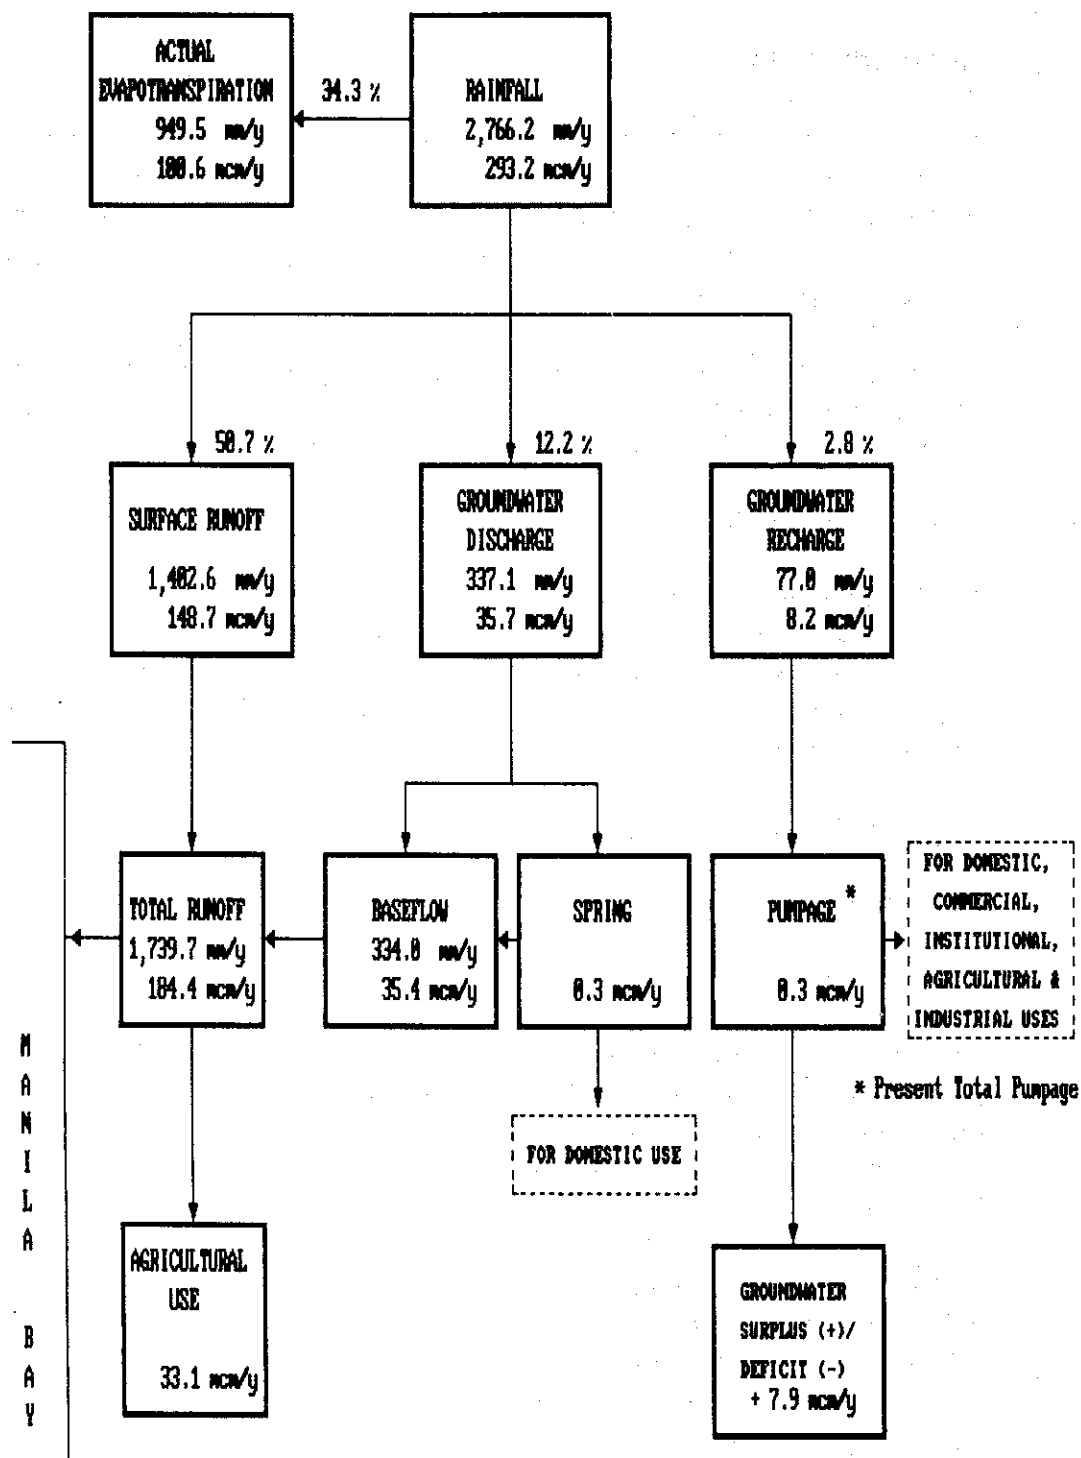 ACTUAL
EVAPOTRANSPIRATION
949.5 mm/y
100.6 mcm/y
34.3 %
RAINFALL
2,766.2 mm/y
293.2 mcm/y
50.7 %
SURFACE RUNOFF
1,402.6 mm/y
148.7 mcm/y
12.2 %
GROUNDWATER
DISCHARGE
337.1 mm/y
35.7 mcm/y
2.8 %
GROUNDWATER
RECHARGE
77.0 mm/y
8.2 mcm/y
TOTAL RUNOFF
1,739.7 mm/y
184.4 mcm/y
BASEFLOW
334.0 mm/y
35.4 mcm/y
SPRING
0.3 mcm/y
PUMPAGE *
0.3 mcm/y
FOR DOMESTIC,
COMMERCIAL,
INSTITUTIONAL,
AGRICULTURAL &
INDUSTRIAL USES
* Present Total Pumpage
FOR DOMESTIC USE
MANILA BAY
AGRICULTURAL
USE
33.1 mcm/y
GROUNDWATER
SURPLUS (+)/
DEFICIT (-)
+ 7.9 mcm/y